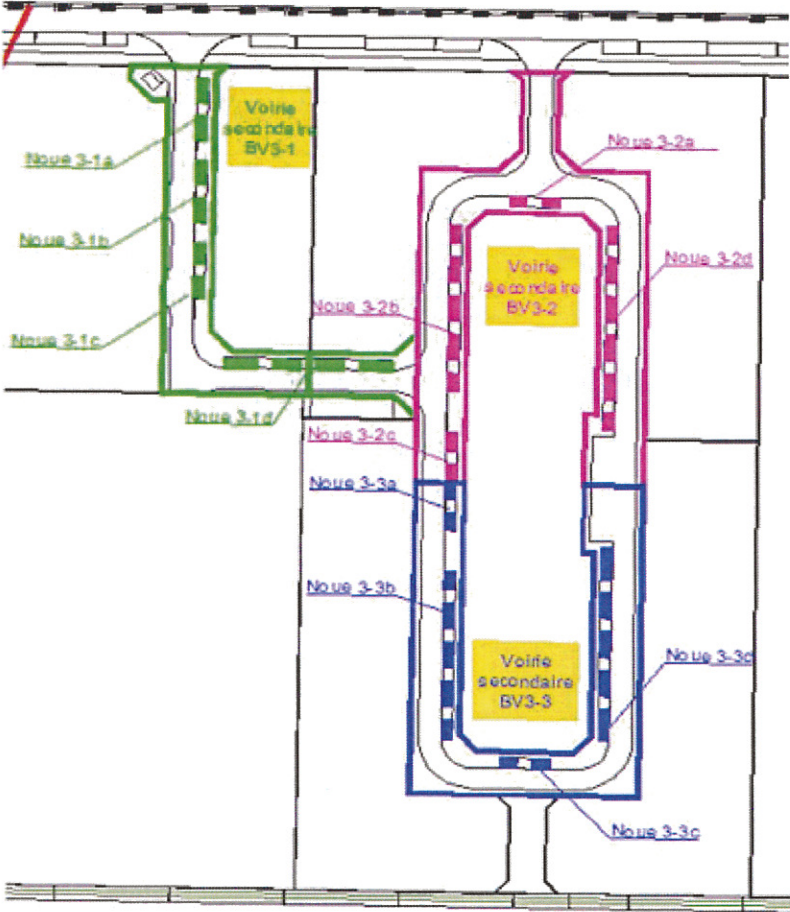 Voirie
secondaire
BV3-1
Noue 3-1a
Noue 3-1b
Noue 3-1c
Noue 3-1d
Noue 3-2a
Voirie
secondaire
BV3-2
Noue 3-2d
Noue 3-2b
Noue 3-2c
Noue 3-3a
Noue 3-3b
Voirie
secondaire
BV3-3
Noue 3-3d
Noue 3-3c